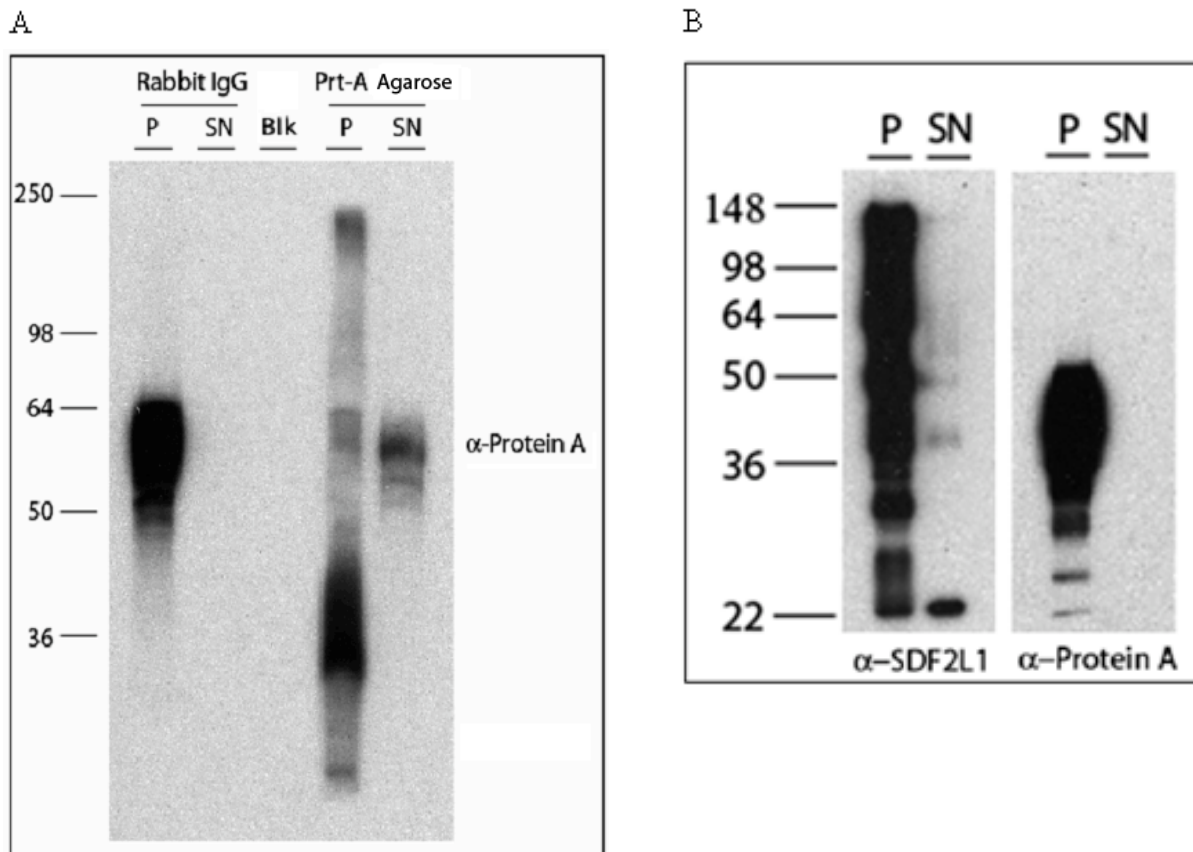 A
Rabbit IgG Prt-A Agarose
P SN Blk P SN
250
98
64
α-Protein A
50
36
B
P SN P SN
148
98
64
50
36
22
α-SDF2L1 α-Protein A